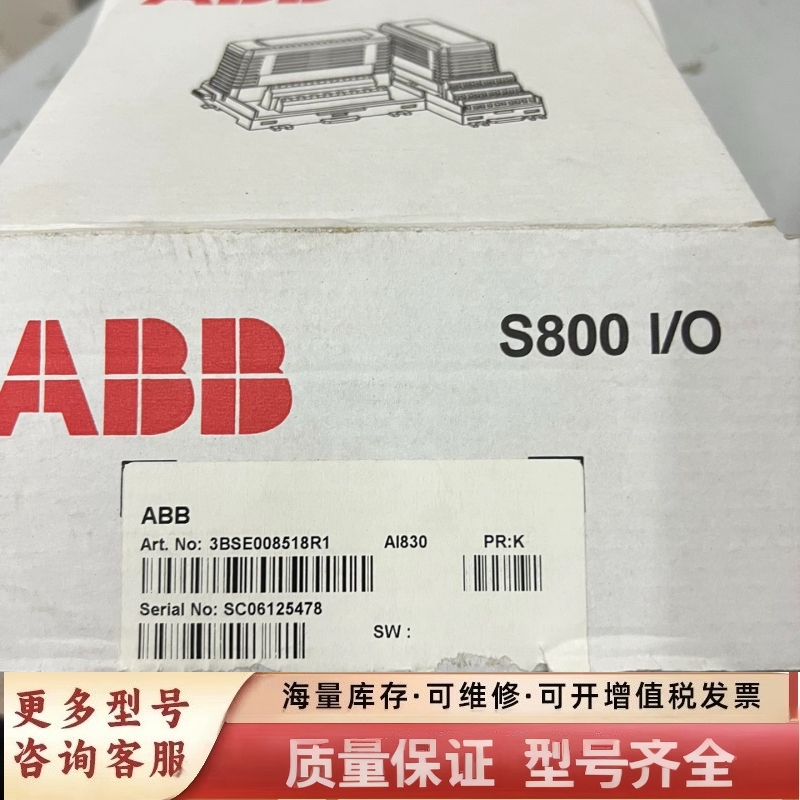 ABB
ABB
S800 I/O
ABB
Art. No: 3BSE008518R1 AI830 PR:K
Serial No: SC06125478
SW :
更多型号
咨询客服
海量库存·可维修·可开增值税发票
质量保证 型号齐全